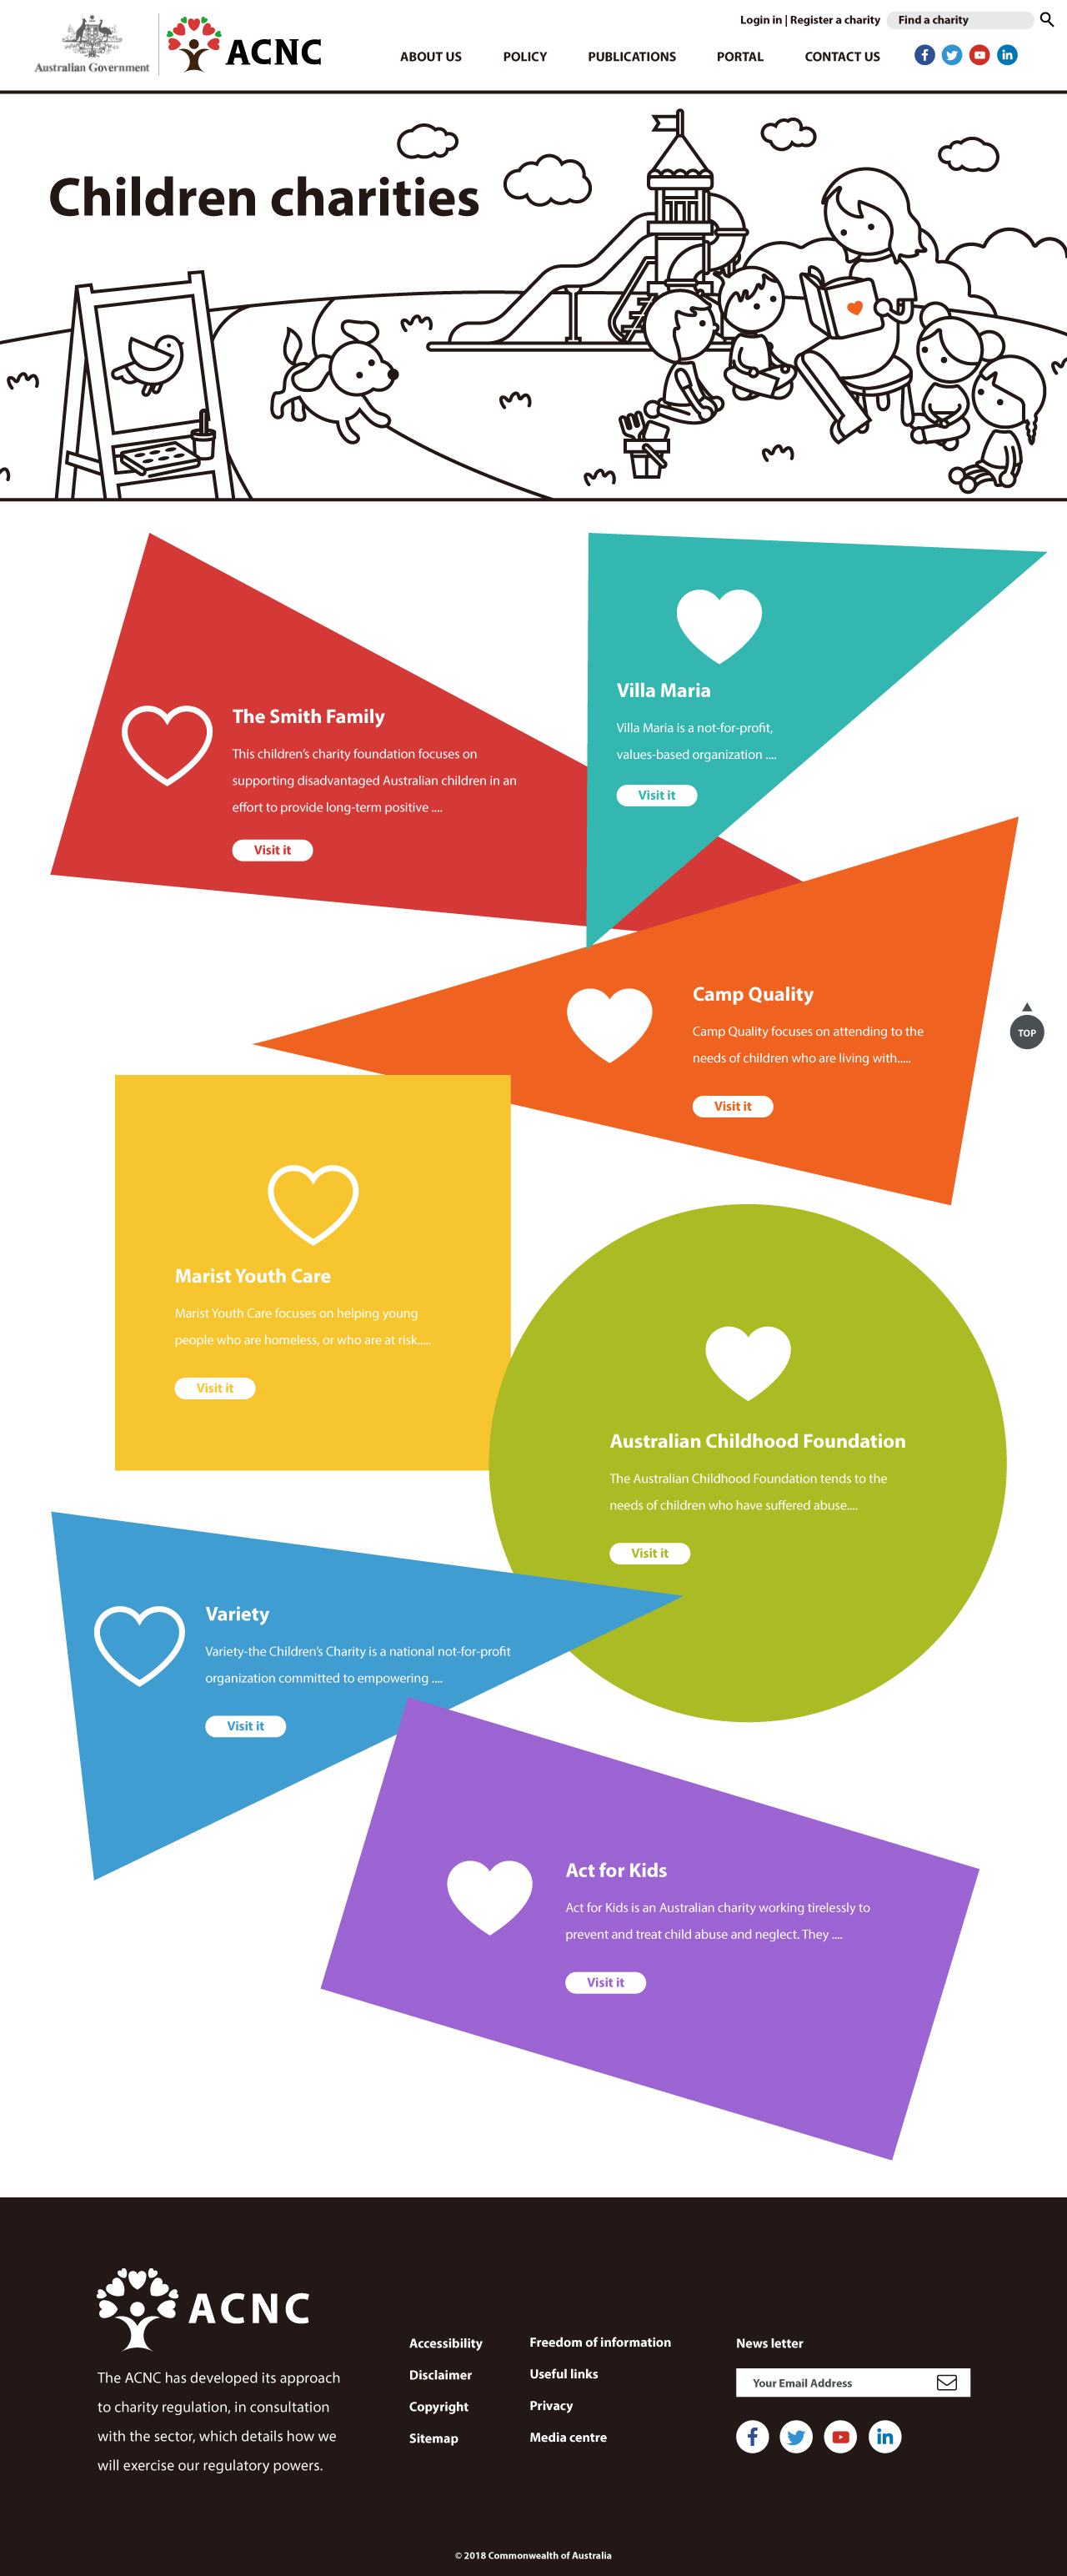 Login in | Register a charity
Find a charity
Australian Government
ACNC
ABOUT US
POLICY
PUBLICATIONS
PORTAL
CONTACT US
Children charities
The Smith Family
This children's charity foundation focuses on
supporting disadvantaged Australian children in an
effort to provide long-term positive ....
Visit it
Villa Maria
Villa Maria is a not-for-profit,
values-based organization ....
Visit it
Camp Quality
Camp Quality focuses on attending to the
needs of children who are living with.....
Visit it
TOP
Marist Youth Care
Marist Youth Care focuses on helping young
people who are homeless, or who are at risk.....
Visit it
Australian Childhood Foundation
The Australian Childhood Foundation tends to the
needs of children who have suffered abuse....
Visit it
Variety
Variety-the Children's Charity is a national not-for-profit
organization committed to empowering ....
Visit it
Act for Kids
Act for Kids is an Australian charity working tirelessly to
prevent and treat child abuse and neglect. They ....
Visit it
ACNC
The ACNC has developed its approach
to charity regulation, in consultation
with the sector, which details how we
will exercise our regulatory powers.
Accessibility
Disclaimer
Copyright
Sitemap
Freedom of information
Useful links
Privacy
Media centre
News letter
Your Email Address
© 2018 Commonwealth of Australia